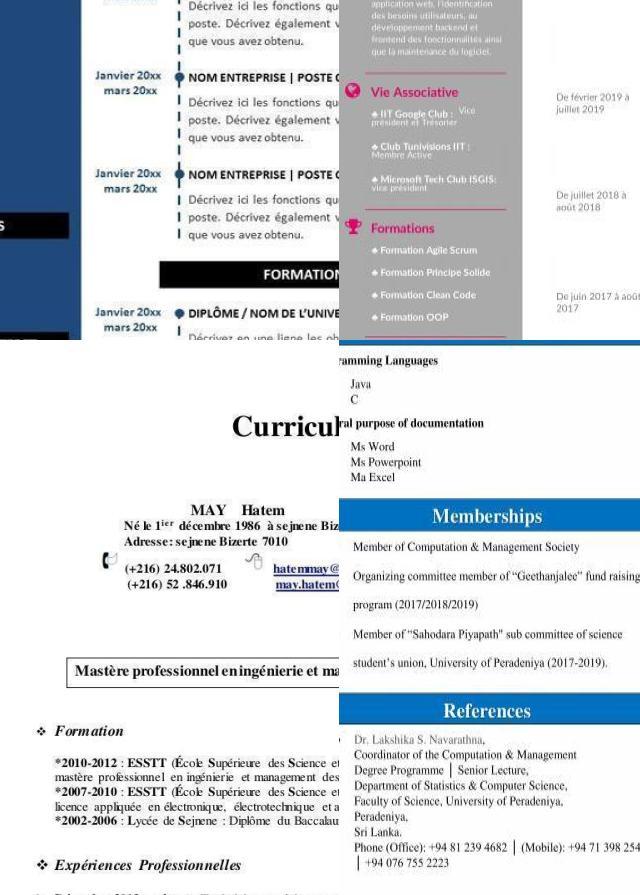 Décrivez ici les fonctions qu
poste. Décrivez également v
que vous avez obtenu.
Janvier 20xx
mars 20xx
NOM ENTREPRISE | POSTE
Décrivez ici les fonctions qu
poste. Décrivez également v
que vous avez obtenu.
Janvier 20xx
mars 20xx
NOM ENTREPRISE | POSTE
Décrivez ici les fonctions qu
poste. Décrivez également v
que vous avez obtenu.
S
FORMATION
Janvier 20xx
mars 20xx
DIPLÔME / NOM DE L'UNIVE
Décrivez en une ligne les ob
application web, l'identification
des besoins utilisateurs, au
développement backend et
frontend des fonctionnalités ainsi
que la maintenance du logiciel.
Vie Associative
♣ IIT Google Club : Vice
président et Trésorier
♣ Club Tunivisions IIT :
Membre Active
♣ Microsoft Tech Club ISGIS:
vice président
Formations
♣ Formation Agile Scrum
♣ Formation Principe Solide
♣ Formation Clean Code
♣ Formation OOP
De février 2019 à
juillet 2019
De juillet 2018 à
août 2018
De juin 2017 à août
2017
Curricul
MAY Hatem
Né le 1ier décembre 1986 à sejnene Biz
Adresse: sejnene Bizerte 7010
(+216) 24.802.071 hatemmay@
(+216) 52 .846.910 may.hatem@
Mastère professionnel en ingénierie et ma
❖ Formation
*2010-2012 : ESSTT (École Supérieure des Science et
mastère professionnel en ingénierie et management des
*2007-2010 : ESSTT (École Supérieure des Science et
licence appliquée en électronique, électrotechnique et a
*2002-2006 : Lycée de Sejnene : Diplôme du Baccalau
❖ Expériences Professionnelles
ramming Languages
Java
C
ral purpose of documentation
Ms Word
Ms Powerpoint
Ma Excel
Memberships
Member of Computation & Management Society
Organizing committee member of “Geethanjalee” fund raising
program (2017/2018/2019)
Member of “Sahodara Piyapath” sub committee of science
student’s union, University of Peradeniya (2017-2019).
References
Dr. Lakshika S. Navarathna,
Coordinator of the Computation & Management
Degree Programme | Senior Lecture,
Department of Statistics & Computer Science,
Faculty of Science, University of Peradeniya,
Peradeniya,
Sri Lanka.
Phone (Office): +94 81 239 4682 | (Mobile): +94 71 398 254
| +94 076 755 2223